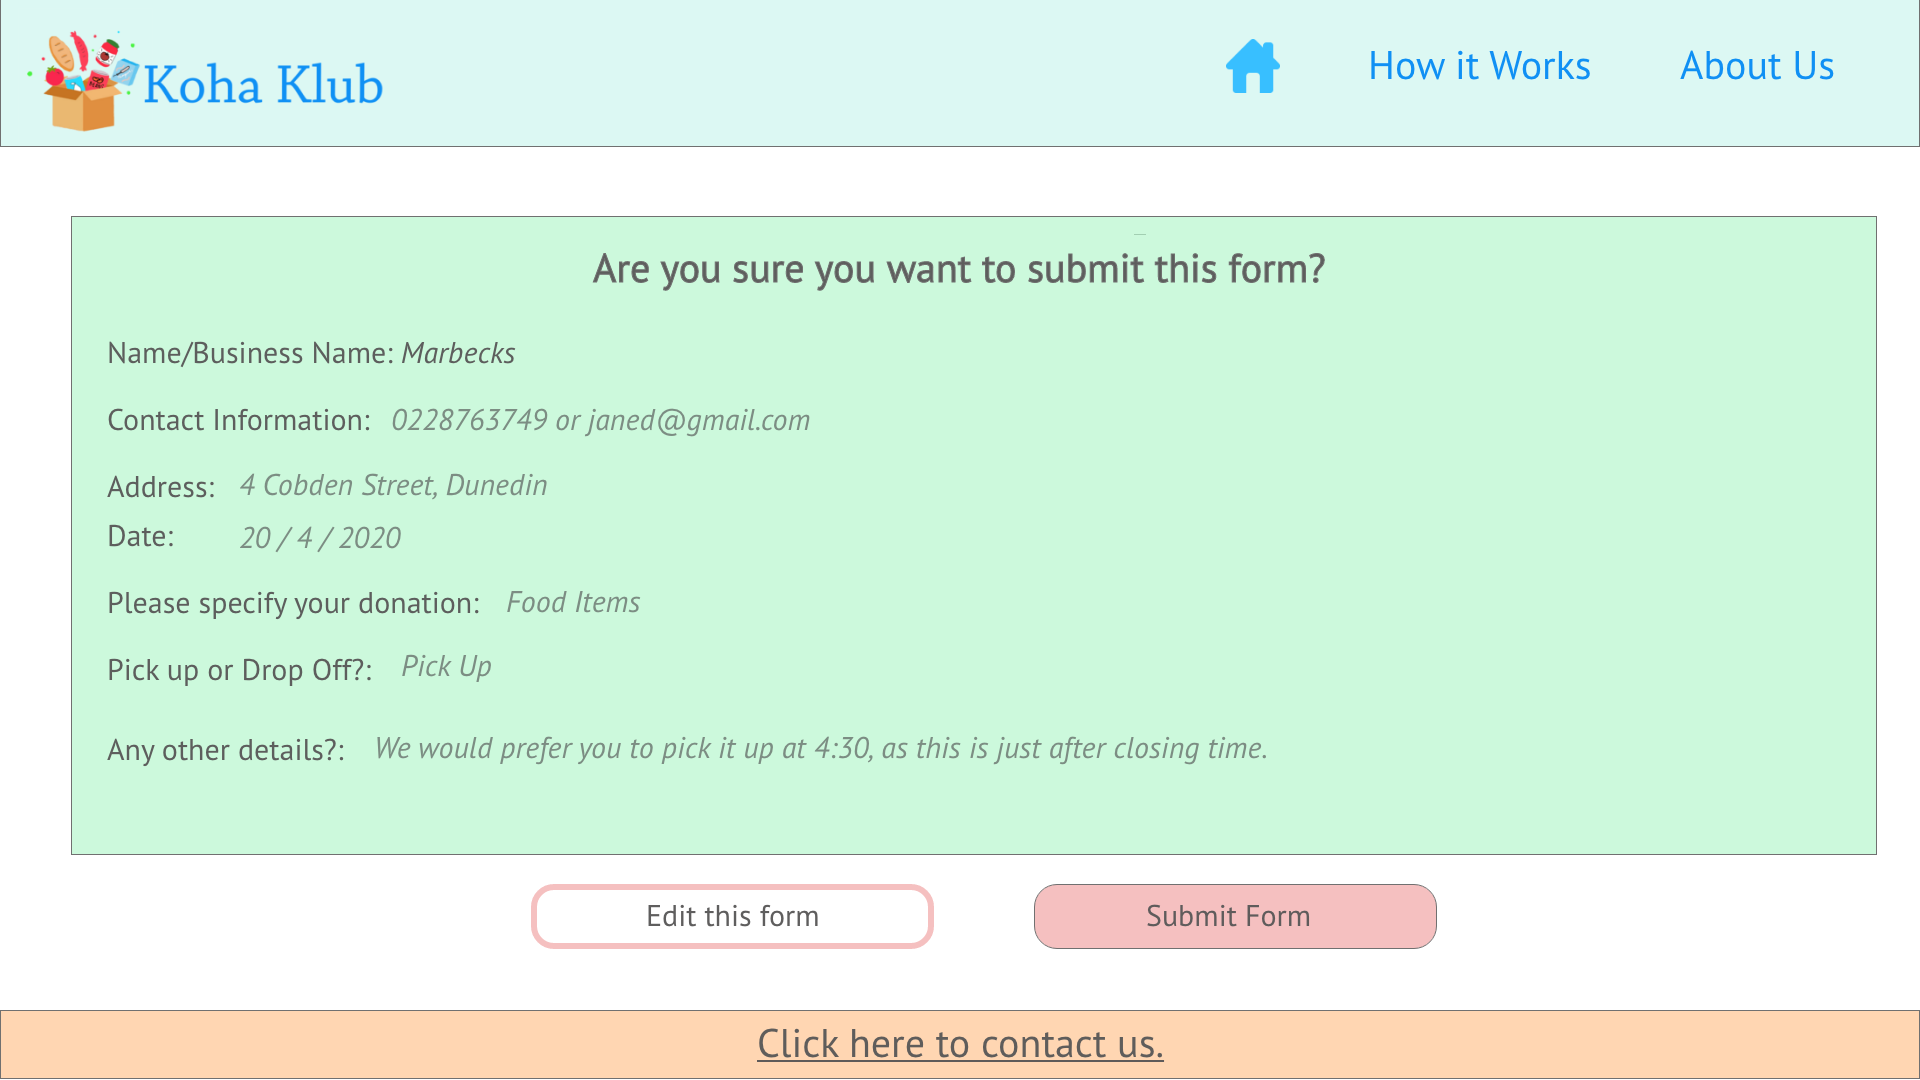 Koha Klub
How it Works
About Us
Are you sure you want to submit this form?
Name/Business Name: Marbecks
Contact Information: 0228763749 or janed@gmail.com
Address: 4 Cobden Street, Dunedin
Date: 20 / 4 / 2020
Please specify your donation: Food Items
Pick up or Drop Off?: Pick Up
Any other details?: We would prefer you to pick it up at 4:30, as this is just after closing time.
Edit this form
Submit Form
Click here to contact us.